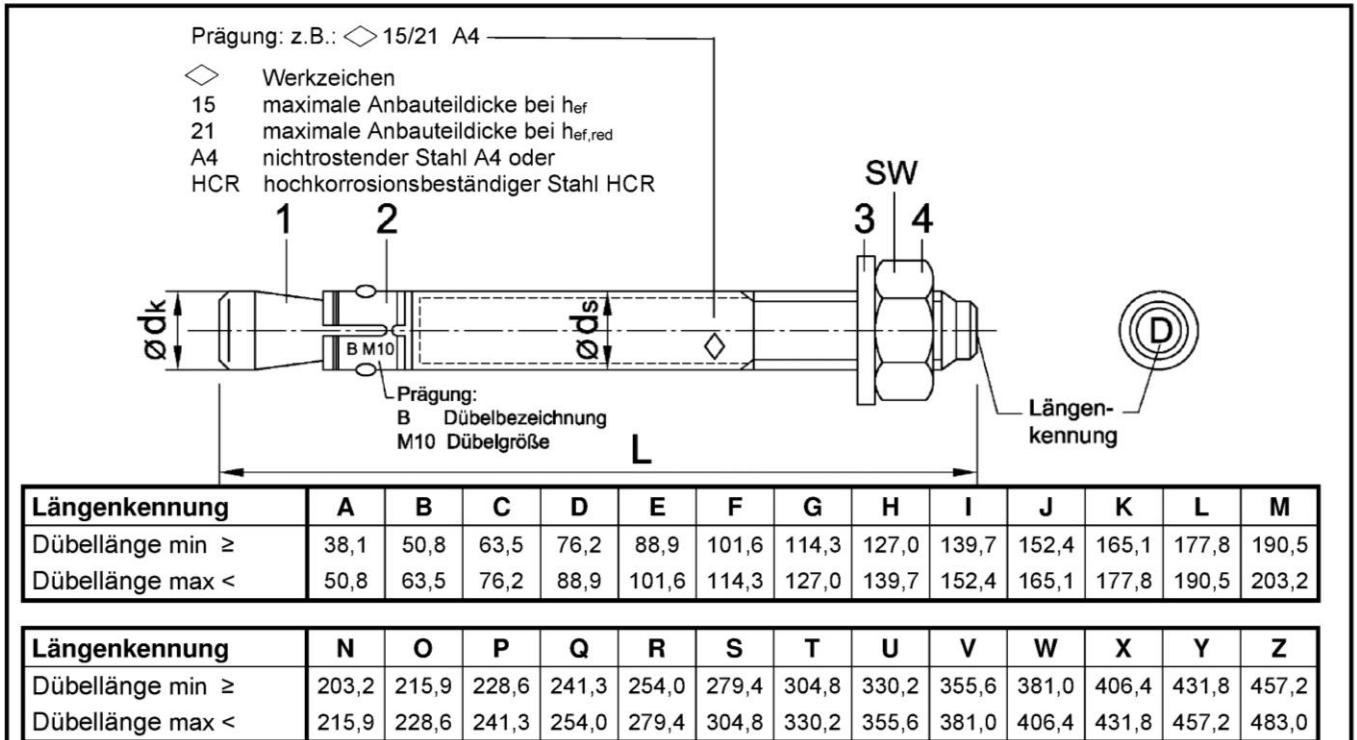 Prägung: z.B.: ◇ 15/21 A4
◇ Werkzeichen
15 maximale Anbauteildicke bei hef
21 maximale Anbauteildicke bei hef,red
A4 nichtrostender Stahl A4 oder
HCR hochkorrosionsbeständiger Stahl HCR
SW
1 2 3 4
Ø dk
Ø ds
B M10
D
Prägung:
B Dübelbezeichnung
M10 Dübelgröße
Längen-
kennung
L
Längenkennung A B C D E F G H I J K L M
Dübellänge min ≥ 38,1 50,8 63,5 76,2 88,9 101,6 114,3 127,0 139,7 152,4 165,1 177,8 190,5
Dübellänge max < 50,8 63,5 76,2 88,9 101,6 114,3 127,0 139,7 152,4 165,1 177,8 190,5 203,2
Längenkennung N O P Q R S T U V W X Y Z
Dübellänge min ≥ 203,2 215,9 228,6 241,3 254,0 279,4 304,8 330,2 355,6 381,0 406,4 431,8 457,2
Dübellänge max < 215,9 228,6 241,3 254,0 279,4 304,8 330,2 355,6 381,0 406,4 431,8 457,2 483,0